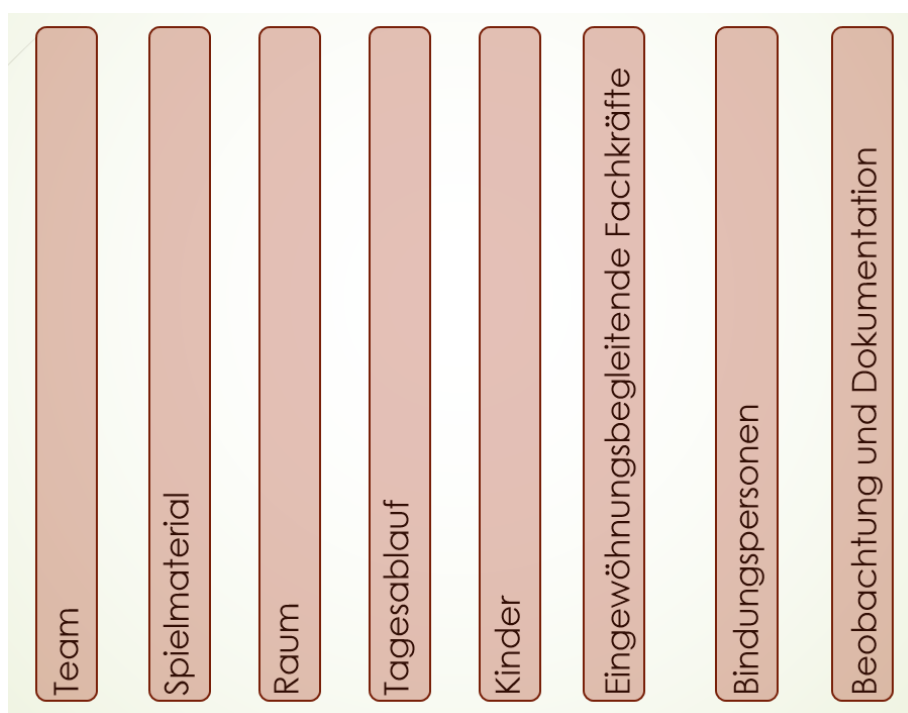 Team
Spielmaterial
Raum
Tagesablauf
Kinder
Eingewöhnungsbegleitende Fachkräfte
Bindungspersonen
Beobachtung und Dokumentation